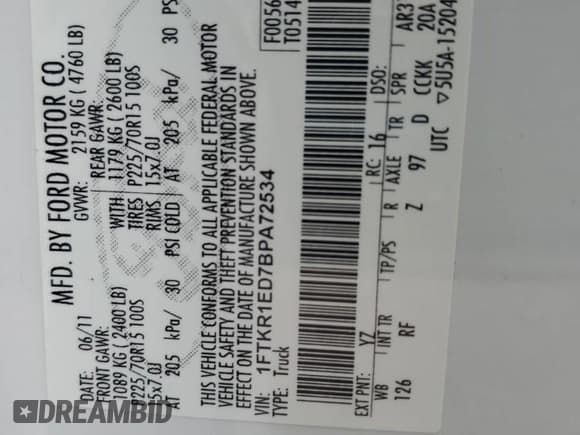 MFD. BY FORD MOTOR CO.
DATE: 06/11 GVWR: 2159 KG ( 4760 LB)
FRONT GAWR: REAR GAWR:
1089 KG ( 2400 LB) WITH 1179 KG ( 2600 LB)
P225/70R15 100S TIRES P225/70R15 100S
15x7.0J RIMS 15x7.0J
AT 205 kPa/ 30 PSI COLD AT 205 kPa/ 30 PS
THIS VEHICLE CONFORMS TO ALL APPLICABLE FEDERAL MOTOR
VEHICLE SAFETY AND THEFT PREVENTION STANDARDS IN
EFFECT ON THE DATE OF MANUFACTURE SHOWN ABOVE.
VIN: 1FTKR1ED7BPA72534
TYPE: Truck
F0056
T0514
EXT PNT: YZ RC: 16 DSO:
WB INT TR TP/PS R AXLE TR SPR AR3
126 RF Z 97 D CCKK 20A
UTC ▽5U5A-15204
DREAMBID